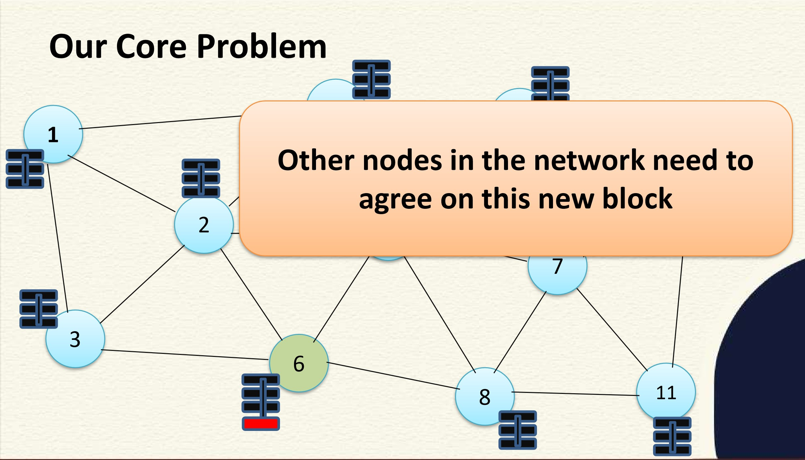 Our Core Problem
1
Other nodes in the network need to
agree on this new block
2
7
3
6
8
11